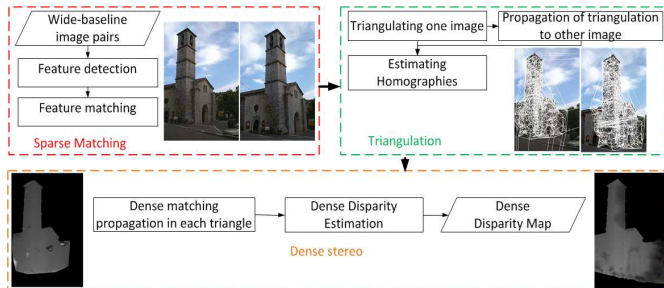 Wide-baseline
image pairs
Feature detection
Feature matching
Sparse Matching
Triangulating one image
Propagation of triangulation
to other image
Estimating
Homographies
Triangulation
Dense matching
propagation in each triangle
Dense Disparity
Estimation
Dense
Disparity Map
Dense stereo